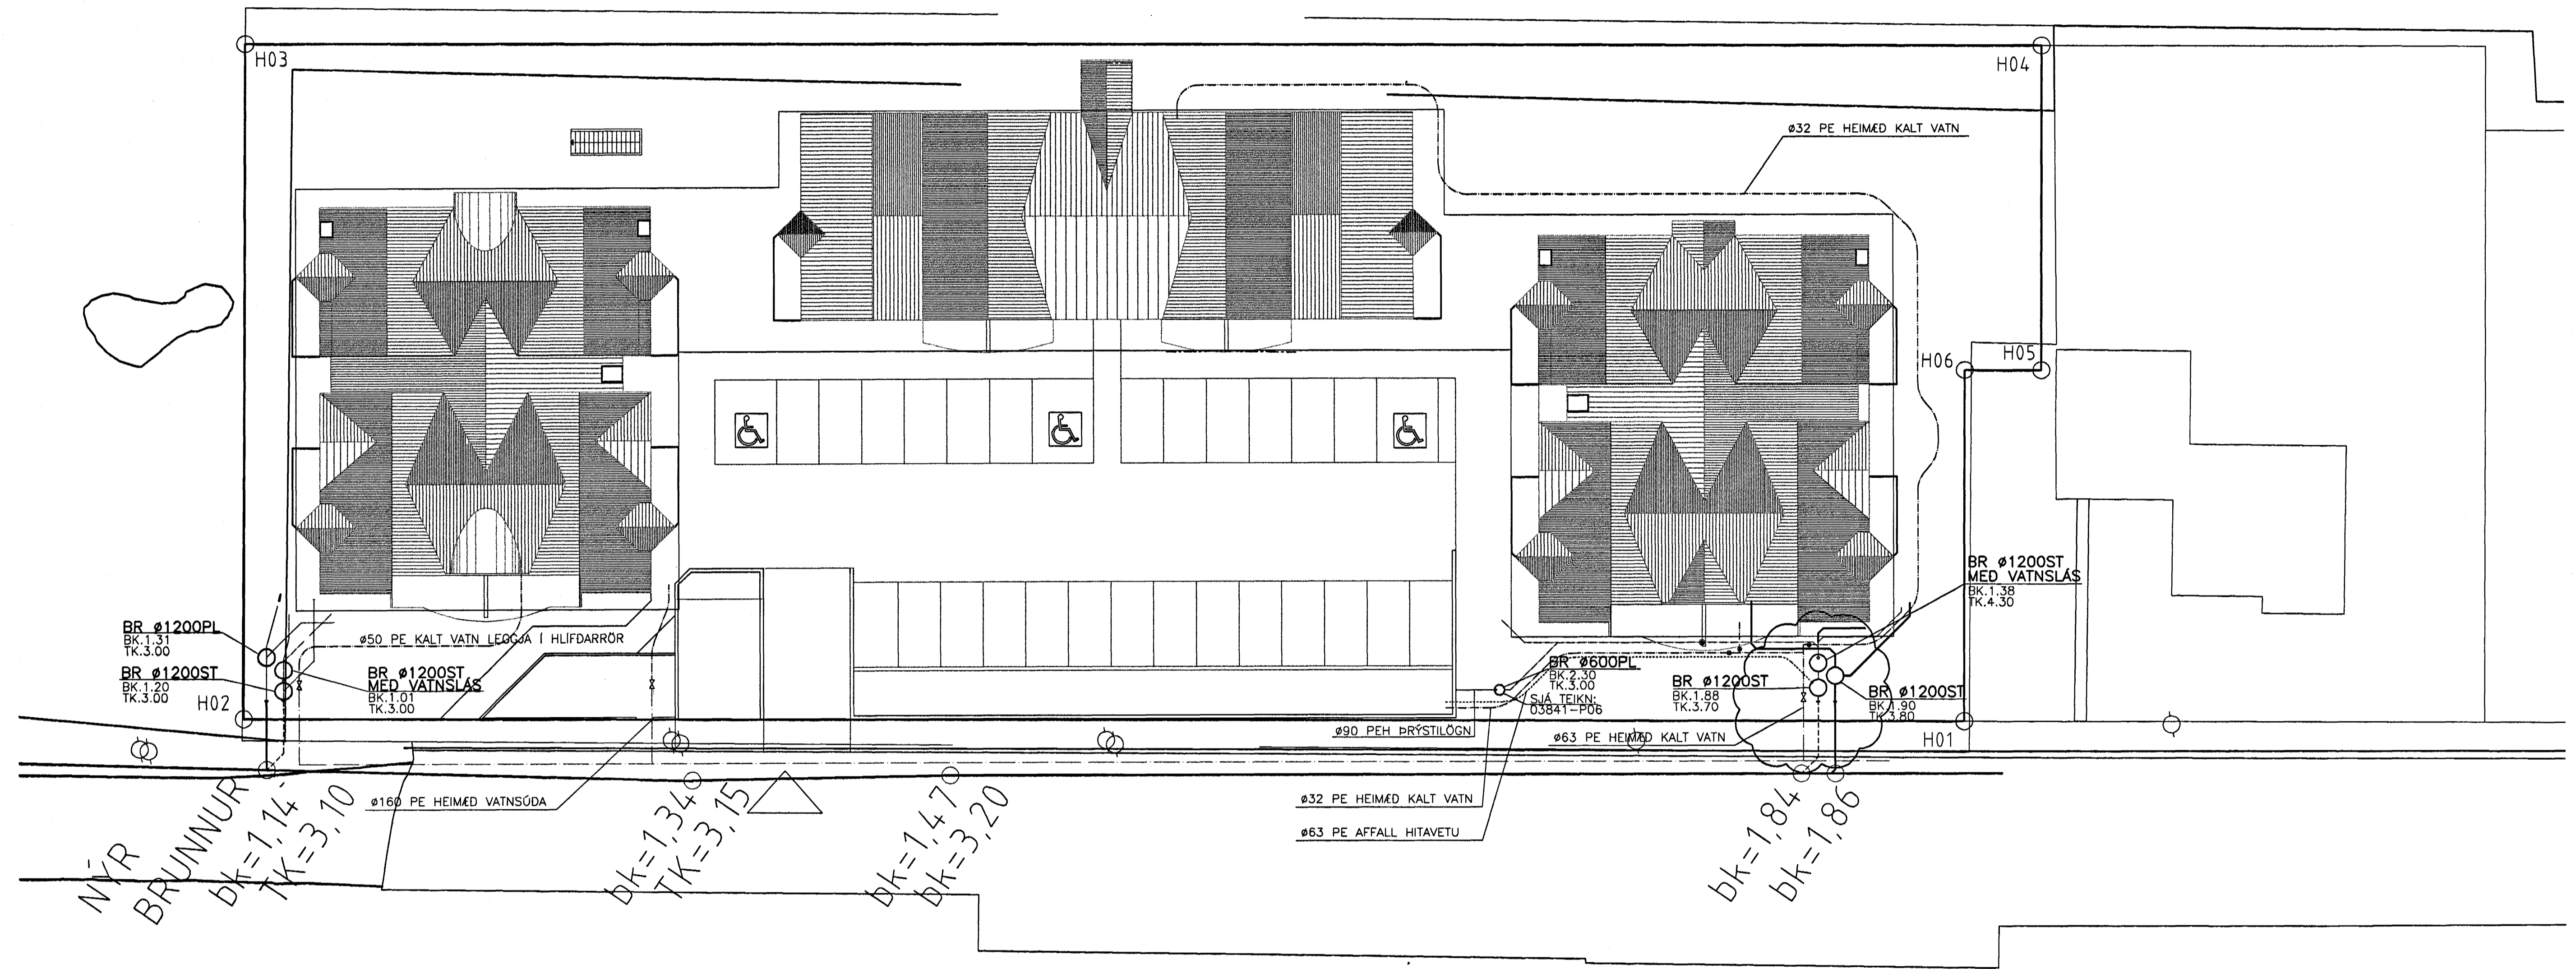 H03
H04
ø32 PE HEIMÆÐ KALT VATN
H06
H05
BR ø1200ST
MEÐ VATNSLÁS
BK.1.38
TK.4.30
BR ø1200PL
BK.1.31
TK.3.00
BR ø1200ST
BK.1.20
TK.3.00
H02
ø50 PE KALT VATN LEGGJA Í HLÍFÐARRÖR
BR ø1200ST
MEÐ VATNSLÁS
BK.1.01
TK.3.00
BR ø600PL
BK.2.30
TK.3.00
SJÁ TEIKN:
03841-P06
BR ø1200ST
BK.1.88
TK.3.70
BR ø1200ST
BK.1.90
TK.3.80
ø90 PEH ÞRÝSTILÖGN
ø63 PE HEIMÆÐ KALT VATN
H01
ø160 PE HEIMÆÐ VATNSÚÐA
ø32 PE HEIMÆÐ KALT VATN
ø63 PE AFFALL HITAVETU
NÝR
BRUNNUR
bk=1,14
TK=3,10
bk=1,34
TK=3,15
bk=1,47
bk=3,20
bk=1,84
bk=1,86